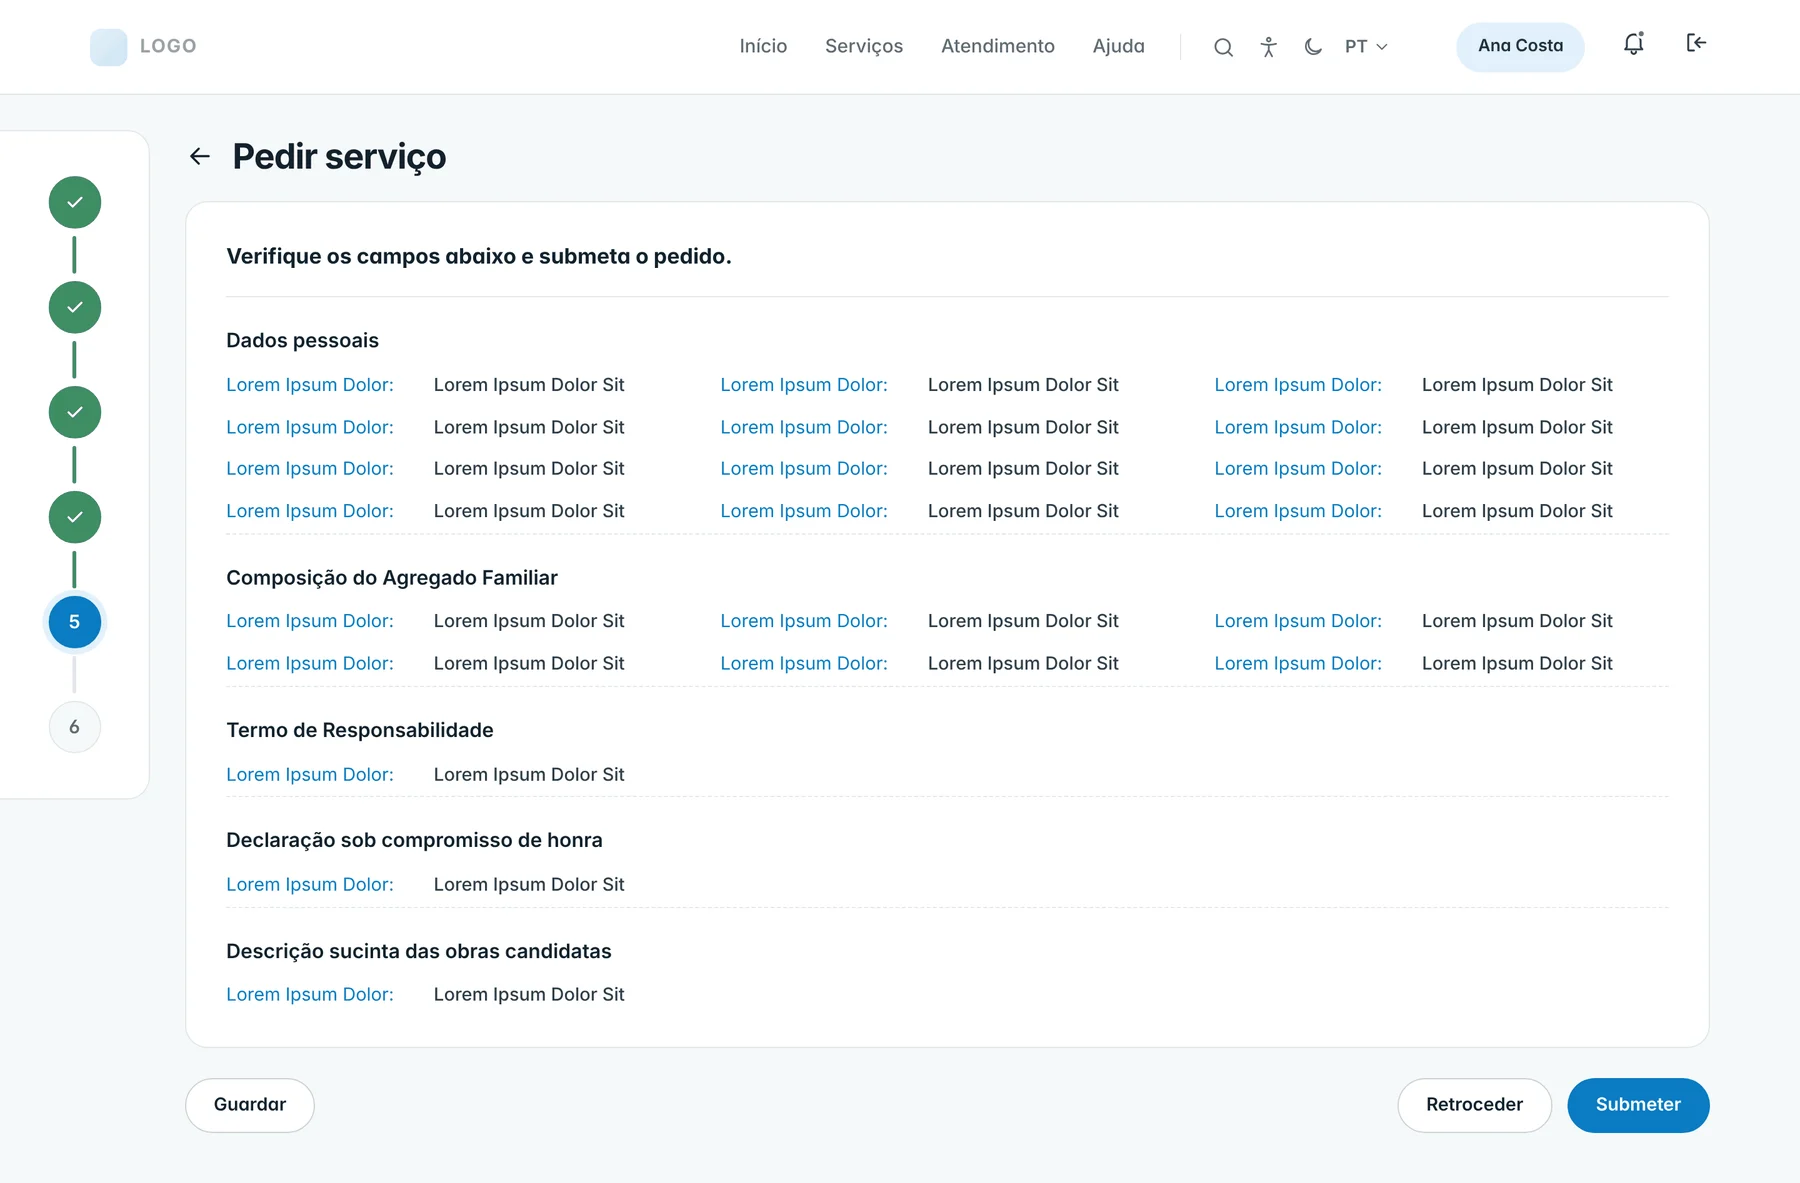 LOGO
Início Serviços Atendimento Ajuda PT Ana Costa
Pedir serviço
Verifique os campos abaixo e submeta o pedido.
Dados pessoais
Lorem Ipsum Dolor: Lorem Ipsum Dolor Sit Lorem Ipsum Dolor: Lorem Ipsum Dolor Sit Lorem Ipsum Dolor: Lorem Ipsum Dolor Sit
Lorem Ipsum Dolor: Lorem Ipsum Dolor Sit Lorem Ipsum Dolor: Lorem Ipsum Dolor Sit Lorem Ipsum Dolor: Lorem Ipsum Dolor Sit
Lorem Ipsum Dolor: Lorem Ipsum Dolor Sit Lorem Ipsum Dolor: Lorem Ipsum Dolor Sit Lorem Ipsum Dolor: Lorem Ipsum Dolor Sit
Lorem Ipsum Dolor: Lorem Ipsum Dolor Sit Lorem Ipsum Dolor: Lorem Ipsum Dolor Sit Lorem Ipsum Dolor: Lorem Ipsum Dolor Sit
Composição do Agregado Familiar
Lorem Ipsum Dolor: Lorem Ipsum Dolor Sit Lorem Ipsum Dolor: Lorem Ipsum Dolor Sit Lorem Ipsum Dolor: Lorem Ipsum Dolor Sit
Lorem Ipsum Dolor: Lorem Ipsum Dolor Sit Lorem Ipsum Dolor: Lorem Ipsum Dolor Sit Lorem Ipsum Dolor: Lorem Ipsum Dolor Sit
Termo de Responsabilidade
Lorem Ipsum Dolor: Lorem Ipsum Dolor Sit
Declaração sob compromisso de honra
Lorem Ipsum Dolor: Lorem Ipsum Dolor Sit
Descrição sucinta das obras candidatas
Lorem Ipsum Dolor: Lorem Ipsum Dolor Sit
5
6
Guardar Retroceder Submeter